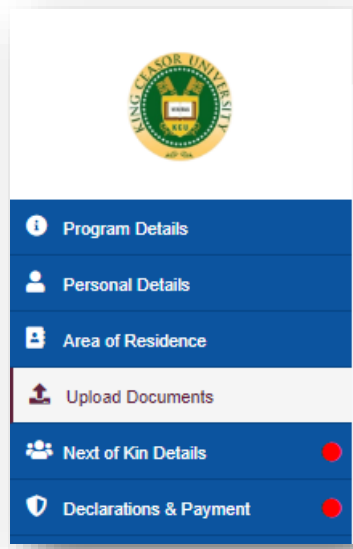 KING CEASOR UNIVERSITY
KCU
Program Details
Personal Details
Area of Residence
Upload Documents
Next of Kin Details
Declarations & Payment